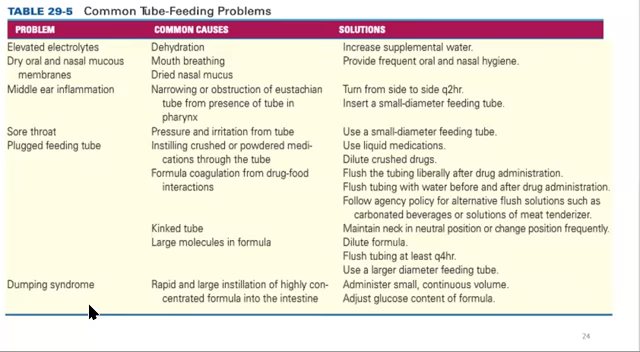 TABLE 29-5 Common Tube-Feeding Problems
PROBLEM COMMON CAUSES SOLUTIONS
Elevated electrolytes Dehydration Increase supplemental water.
Dry oral and nasal mucous Mouth breathing Provide frequent oral and nasal hygiene.
membranes Dried nasal mucus
Middle ear inflammation Narrowing or obstruction of eustachian Turn from side to side q2hr.
tube from presence of tube in Insert a small-diameter feeding tube.
pharynx
Sore throat Pressure and irritation from tube Use a small-diameter feeding tube.
Plugged feeding tube Instilling crushed or powdered medi- Use liquid medications.
cations through the tube Dilute crushed drugs.
Formula coagulation from drug-food Flush the tubing liberally after drug administration.
interactions Flush tubing with water before and after drug administration.
Follow agency policy for alternative flush solutions such as
carbonated beverages or solutions of meat tenderizer.
Kinked tube Maintain neck in neutral position or change position frequently.
Large molecules in formula Dilute formula.
Flush tubing at least q4hr.
Use a larger diameter feeding tube.
Dumping syndrome Rapid and large instillation of highly con- Administer small, continuous volume.
centrated formula into the intestine Adjust glucose content of formula.
24